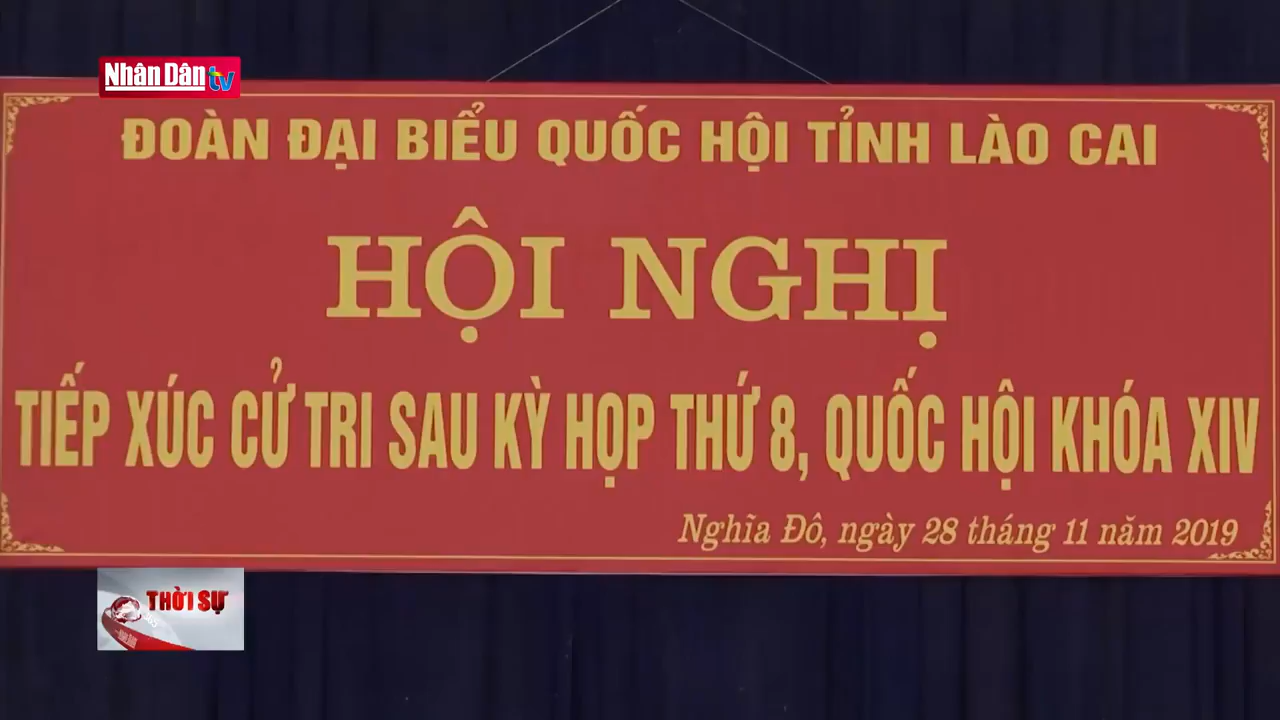 Nhân Dân tv
ĐOÀN ĐẠI BIỂU QUỐC HỘI TỈNH LÀO CAI
HỘI NGHỊ
TIẾP XÚC CỬ TRI SAU KỲ HỌP THỨ 8, QUỐC HỘI KHÓA XIV
Nghĩa Đô, ngày 28 tháng 11 năm 2019
THỜI SỰ